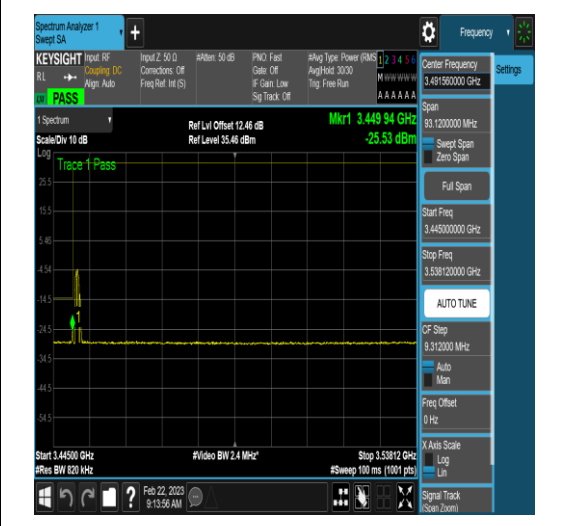 Spectrum Analyzer 1
Swept SA
+
Frequency
KEYSIGHT
RL
PASS
Input: RF
Coupling: DC
Align: Auto
Input Z: 50 Ω
Corrections: Off
Freq Ref: Int (S)
#Atten: 50 dB
PNO: Fast
Gate: Off
IF Gain: Low
Sig Track: Off
#Avg Type: Power (RMS
Avg|Hold: 30/30
Trig: Free Run
1 2 3 4 5 6
M w w w w w
A A A A A A
1 Spectrum
Scale/Div 10 dB
Ref Lvl Offset 12.46 dB
Ref Level 35.46 dBm
Mkr1 3.449 94 GHz
-25.53 dBm
Log
Trace 1 Pass
25.5
15.5
5.46
-4.54
-14.5
-24.5
-34.5
-44.5
-54.5
1
Start 3.44500 GHz
#Res BW 820 kHz
#Video BW 2.4 MHz*
Stop 3.53812 GHz
#Sweep 100 ms (1001 pts)
Feb 22, 2023
9:13:56 AM
?
Center Frequency
3.491560000 GHz
Settings
Span
93.1200000 MHz
Swept Span
Zero Span
Full Span
Start Freq
3.445000000 GHz
Stop Freq
3.538120000 GHz
AUTO TUNE
CF Step
9.312000 MHz
Auto
Man
Freq Offset
0 Hz
X Axis Scale
Log
Lin
Signal Track
(Span Zoom)